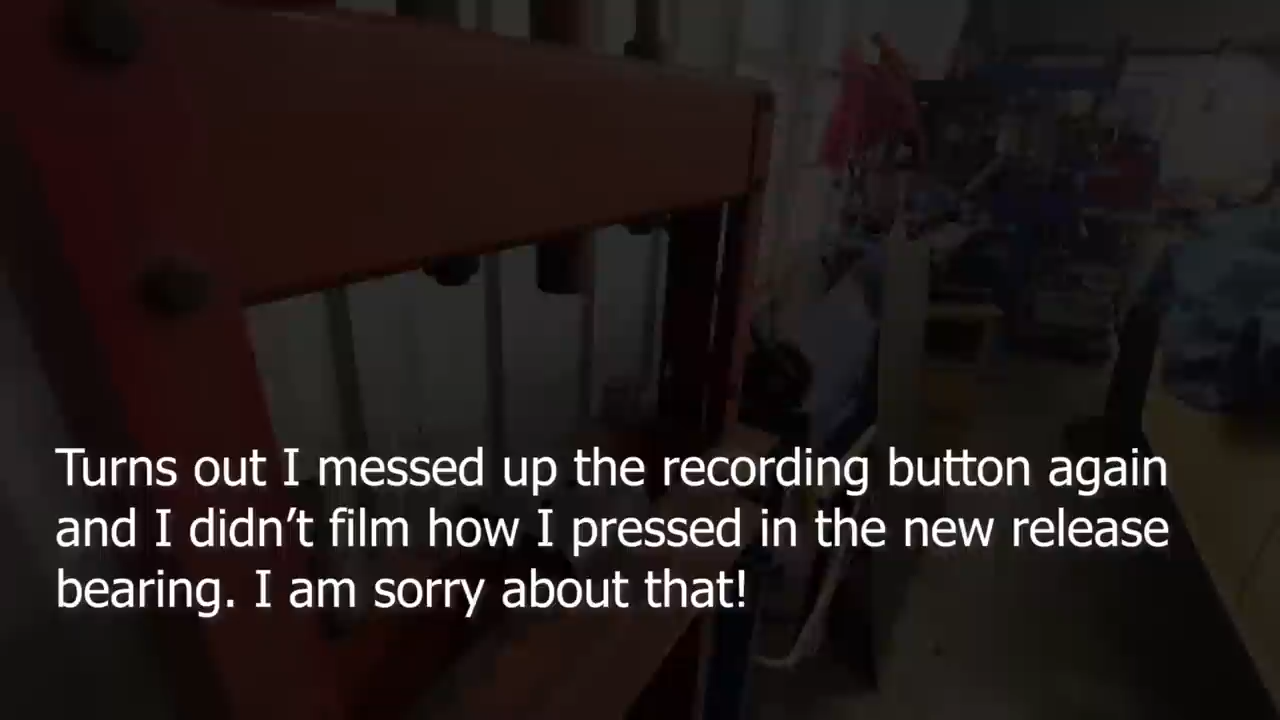 Turns out I messed up the recording button again
and I didn’t film how I pressed in the new release
bearing. I am sorry about that!